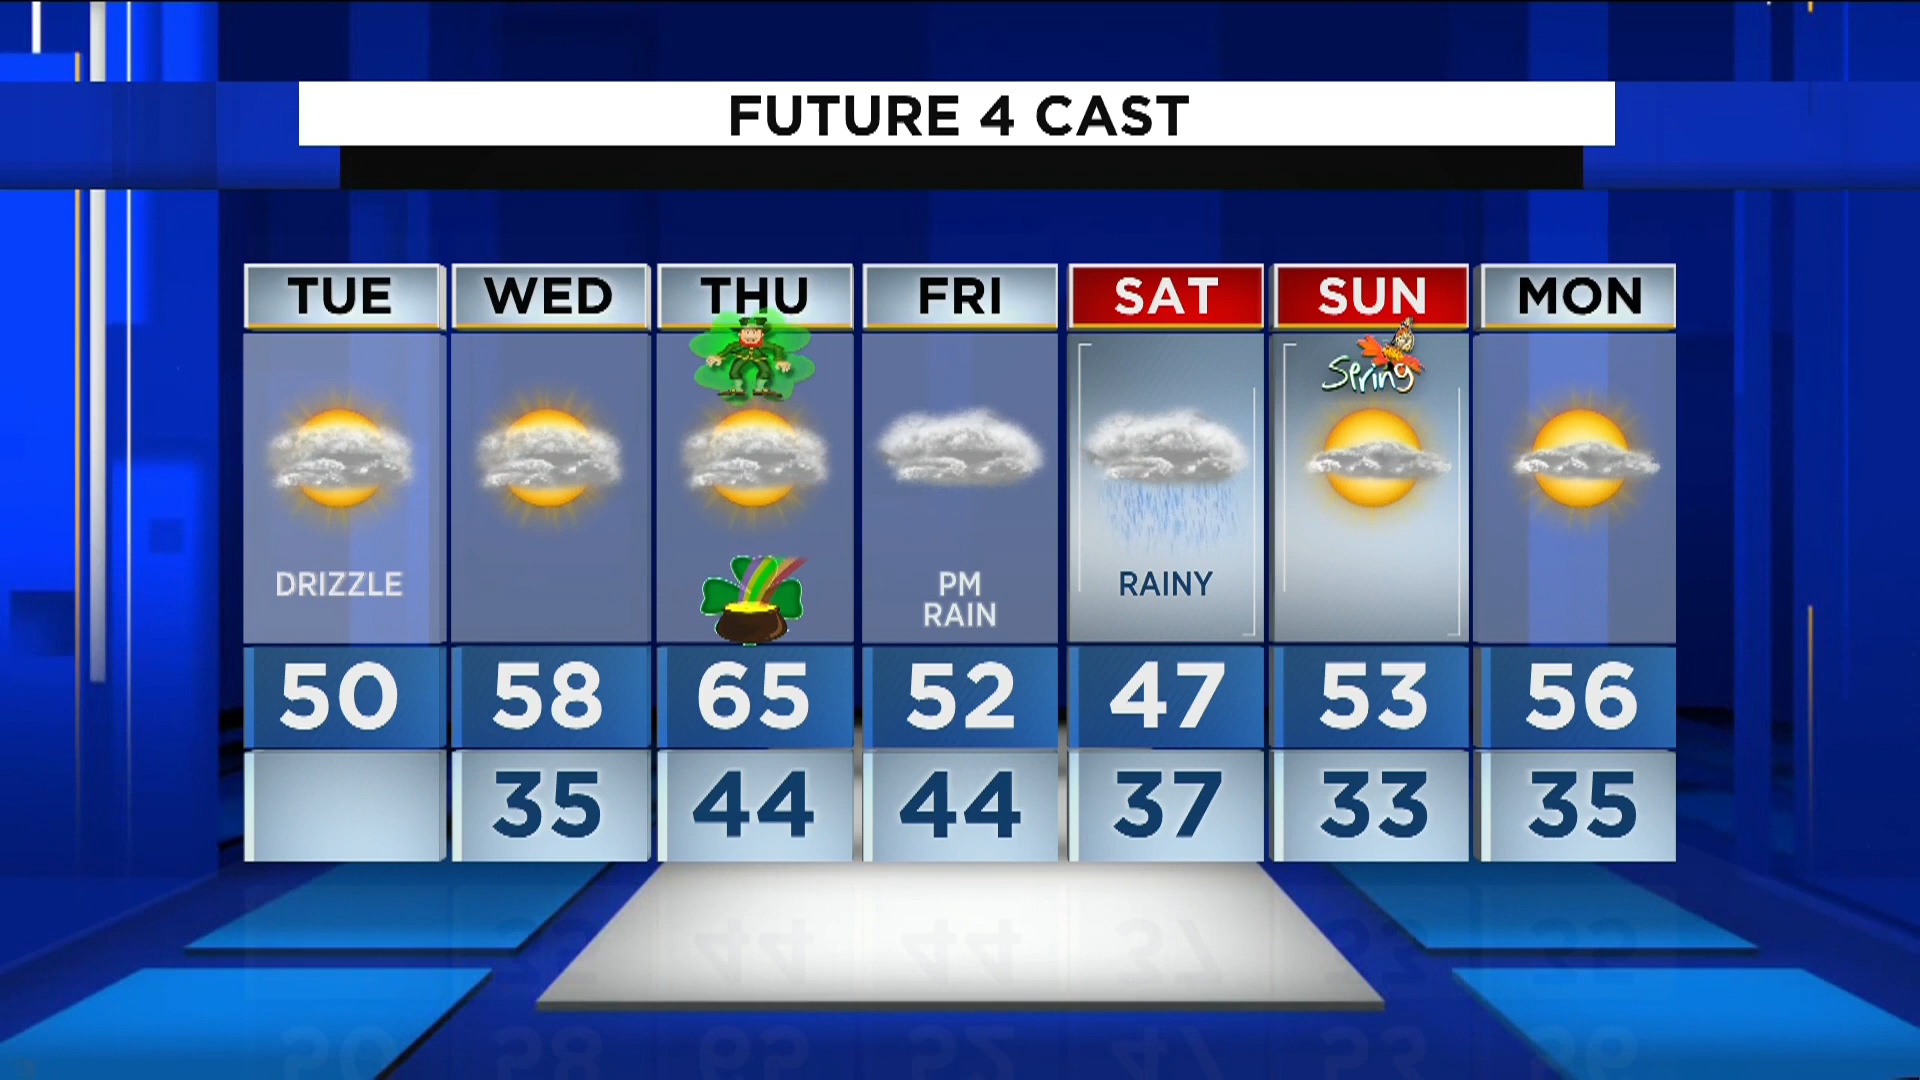 FUTURE 4 CAST
TUE WED THU FRI SAT SUN MON
Spring
DRIZZLE PM RAINY
RAIN
50 58 65 52 47 53 56
35 44 44 37 33 35